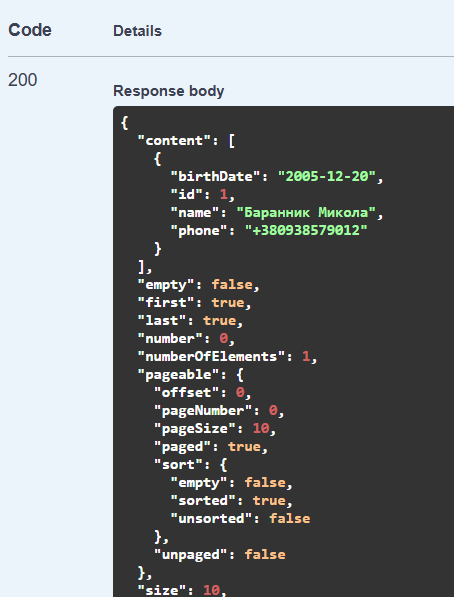 Code Details
200
Response body
{
  "content": [
    {
      "birthDate": "2005-12-20",
      "id": 1,
      "name": "Баранник Микола",
      "phone": "+380938579012"
    }
  ],
  "empty": false,
  "first": true,
  "last": true,
  "number": 0,
  "numberOfElements": 1,
  "pageable": {
    "offset": 0,
    "pageNumber": 0,
    "pageSize": 10,
    "paged": true,
    "sort": {
      "empty": false,
      "sorted": true,
      "unsorted": false
    },
    "unpaged": false
  },
  "size": 10,